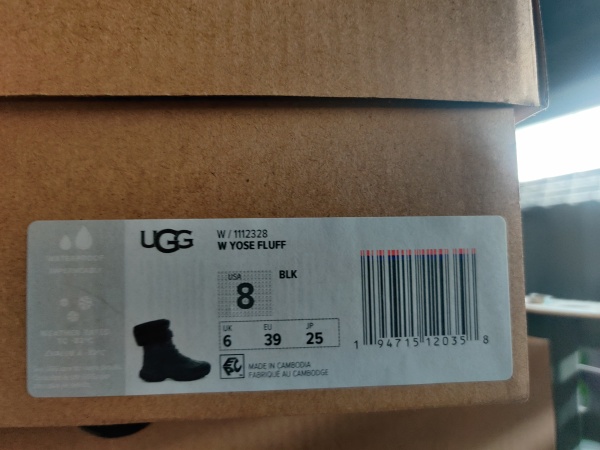 UGG
W / 1112328
W YOSE FLUFF
USA
8
BLK
UK
6
EU
39
JP
25
MADE IN CAMBODIA
FABRIQUÉ AU CAMBODGE
1 94715 12035 8
WATERPROOF